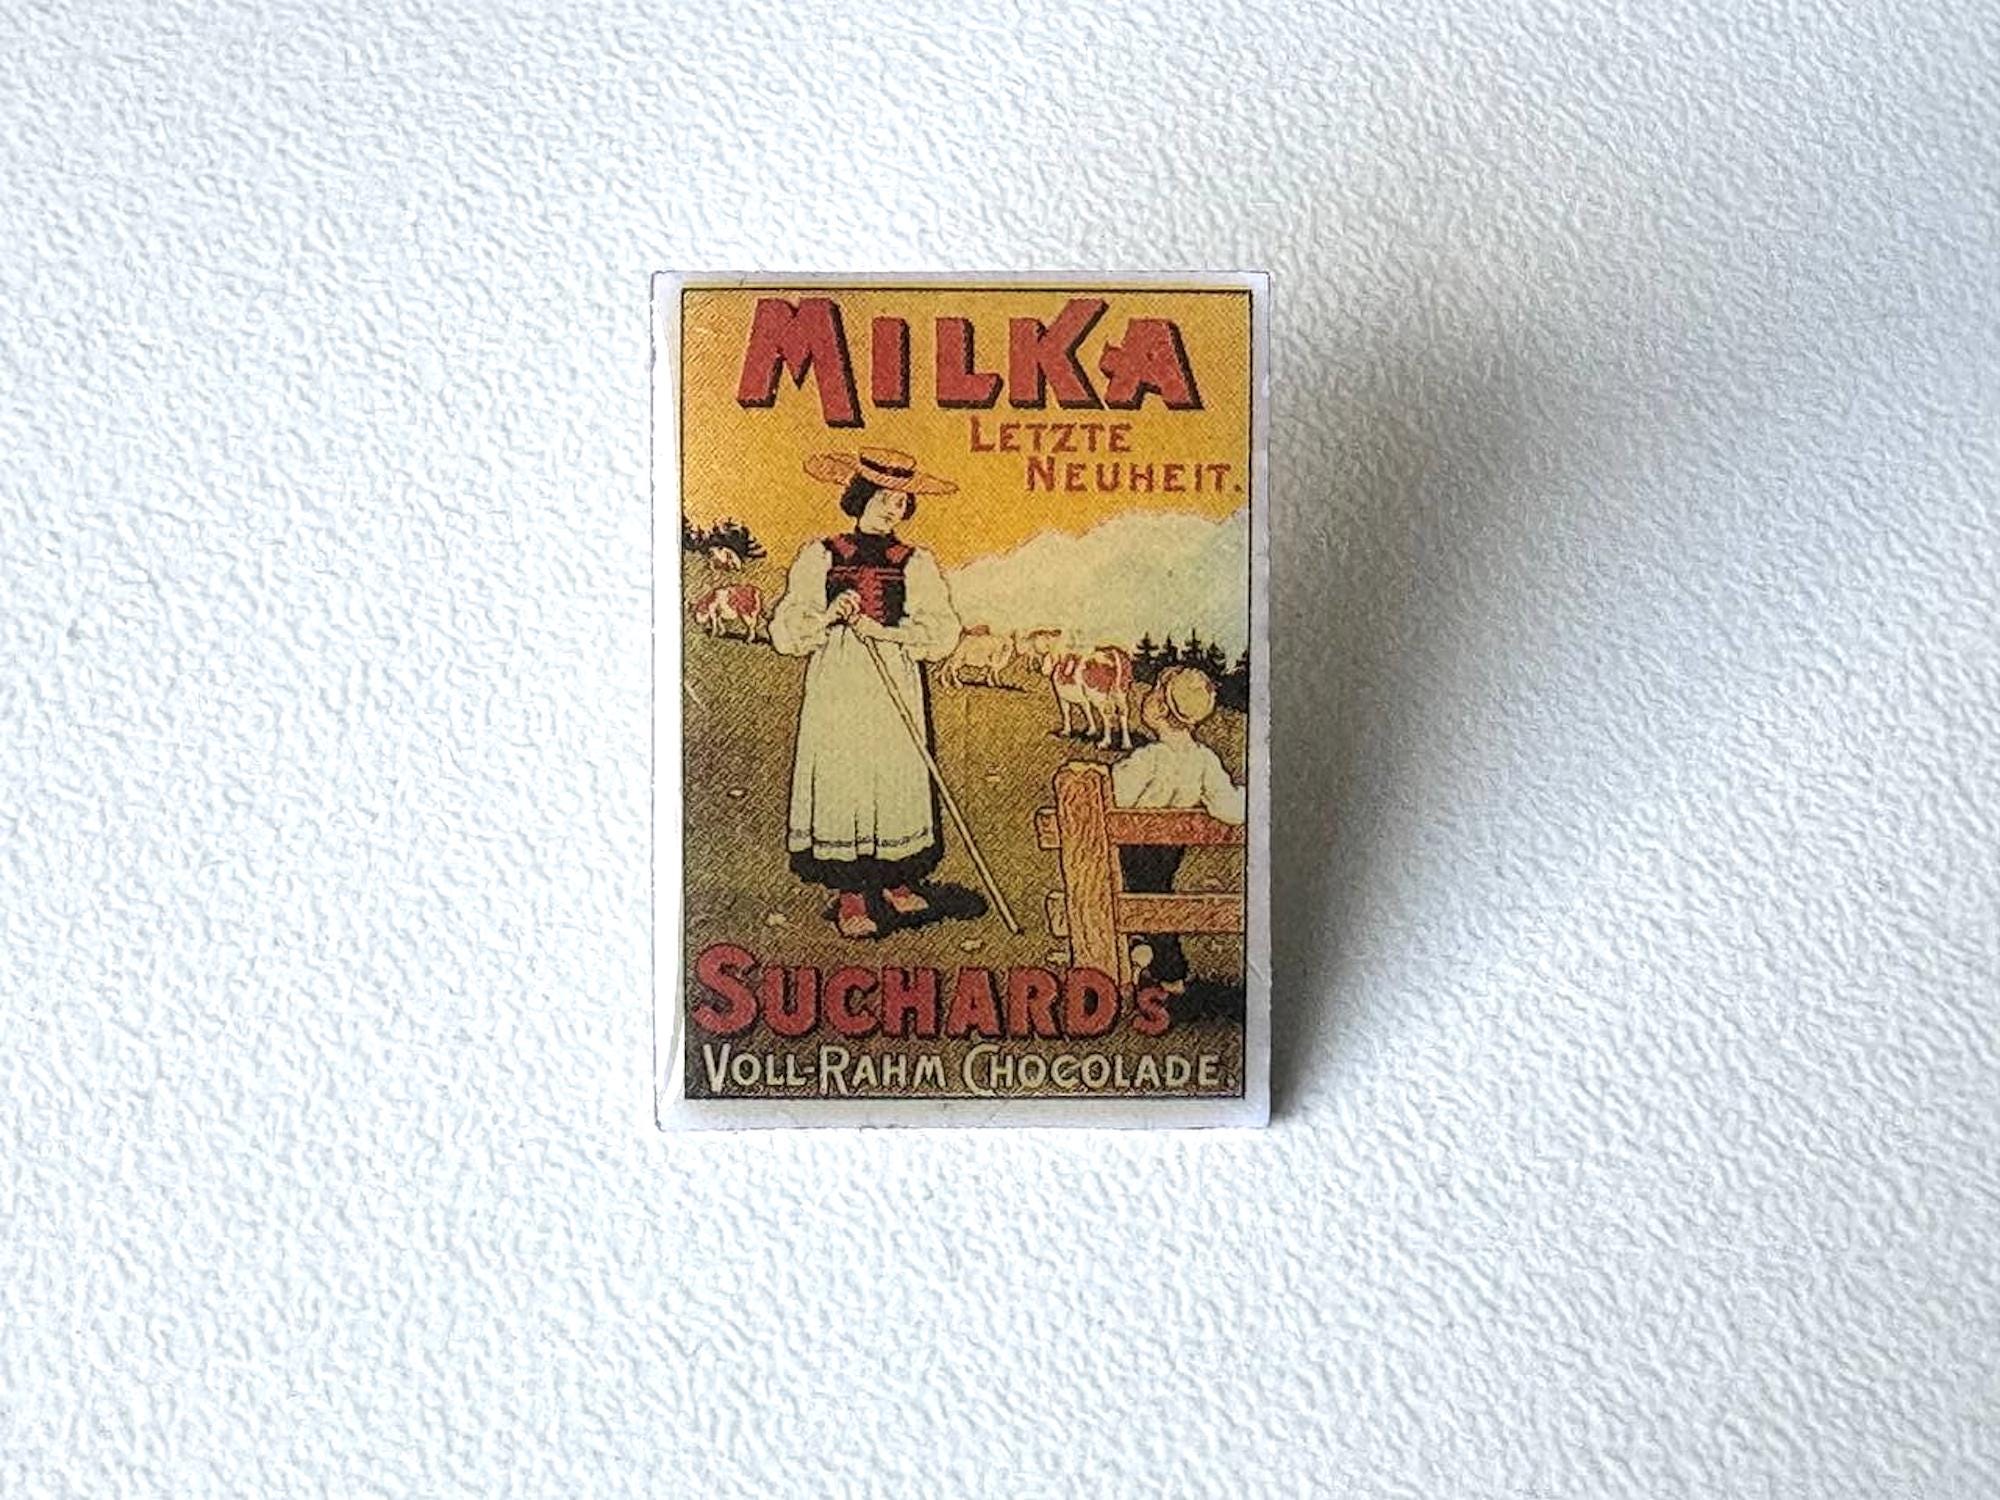 MILKA
LETZTE
NEUHEIT.
SUCHARD's
VOLL-RAHM CHOCOLADE.